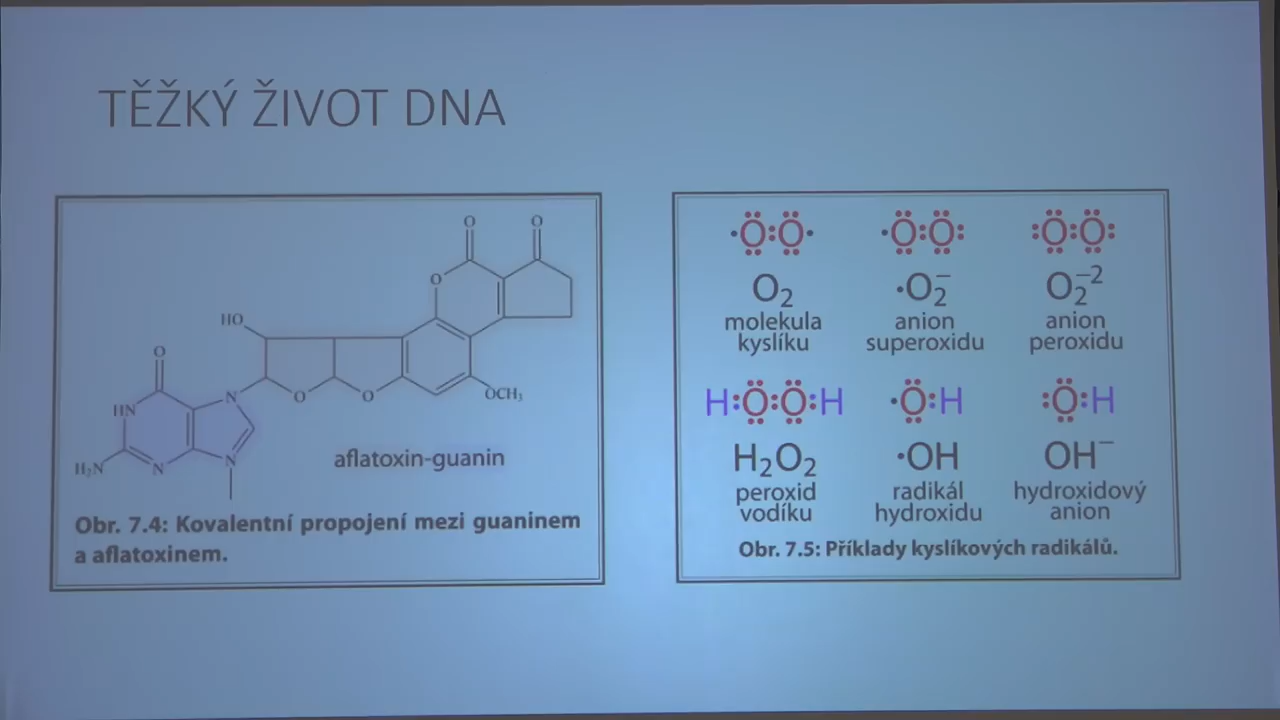 TĚŽKÝ ŽIVOT DNA
O O
O
HO
O
HN N O O OCH₃
H₂N N N
aflatoxin-guanin
Obr. 7.4: Kovalentní propojení mezi guaninem
a aflatoxinem.
·O:O· ·O:O: :O:O:
O₂ ·O₂⁻ O₂⁻²
molekula anion anion
kyslíku superoxidu peroxidu
H:O:O:H ·O:H :O:H
H₂O₂ ·OH OH⁻
peroxid radikál hydroxidový
vodíku hydroxidu anion
Obr. 7.5: Příklady kyslíkových radikálů.